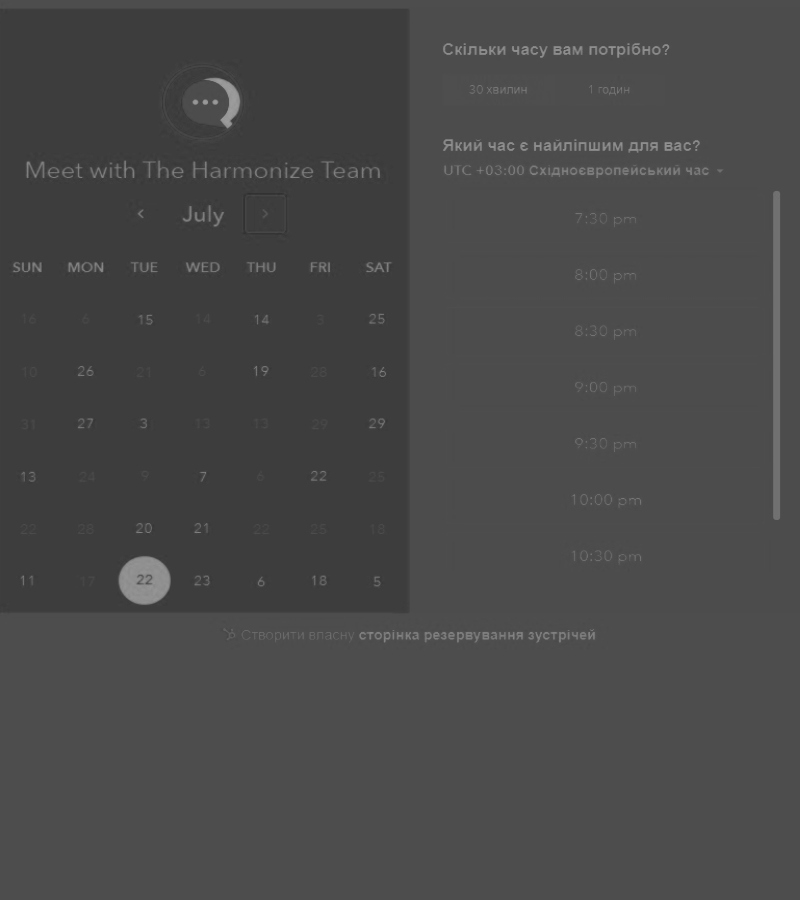 Meet with The Harmonize Team
July
SUN MON TUE WED THU FRI SAT
16 6 15 14 14 3 25
10 26 21 6 19 28 16
31 27 3 13 13 29 29
13 24 9 7 6 22 25
22 28 20 21 22 25 18
11 17 22 23 6 18 5
Скільки часу вам потрібно?
30 хвилин 1 годин
Який час є найліпшим для вас?
UTC +03:00 Східноєвропейський час
7:30 pm
8:00 pm
8:30 pm
9:00 pm
9:30 pm
10:00 pm
10:30 pm
Створити власну сторінка резервування зустрічей